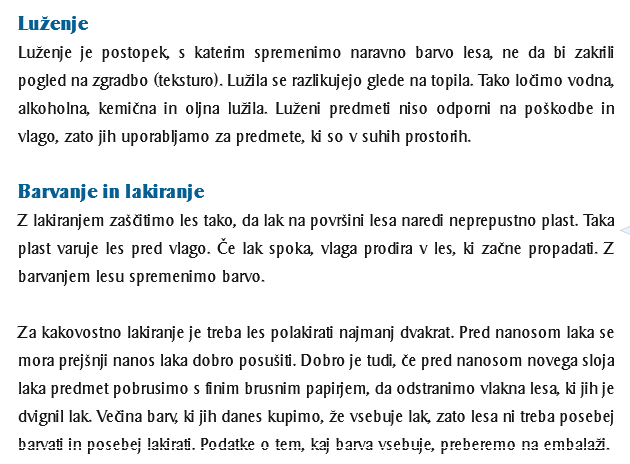 Luženje
Luženje je postopek, s katerim spremenimo naravno barvo lesa, ne da bi zakrili
pogled na zgradbo (teksturo). Lužila se razlikujejo glede na topila. Tako ločimo vodna,
alkoholna, kemična in oljna lužila. Luženi predmeti niso odporni na poškodbe in
vlago, zato jih uporabljamo za predmete, ki so v suhih prostorih.
Barvanje in lakiranje
Z lakiranjem zaščitimo les tako, da lak na površini lesa naredi neprepustno plast. Taka
plast varuje les pred vlago. Če lak spoka, vlaga prodira v les, ki začne propadati. Z
barvanjem lesu spremenimo barvo.
Za kakovostno lakiranje je treba les polakirati najmanj dvakrat. Pred nanosom laka se
mora prejšnji nanos laka dobro posušiti. Dobro je tudi, če pred nanosom novega sloja
laka predmet pobrusimo s finim brusnim papirjem, da odstranimo vlakna lesa, ki jih je
dvignil lak. Večina barv, ki jih danes kupimo, že vsebuje lak, zato lesa ni treba posebej
barvati in posebej lakirati. Podatke o tem, kaj barva vsebuje, preberemo na embalaži.